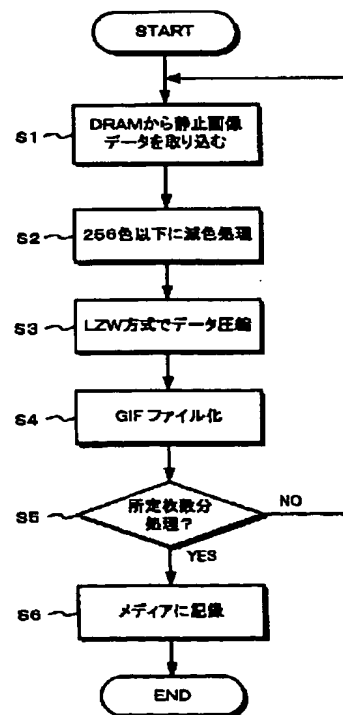 START
S1
DRAMから静止画像
データを取り込む
S2
256色以下に減色処理
S3
LZW方式でデータ圧縮
S4
GIFファイル化
S5
所定枚数分
処理?
NO
YES
S6
メディアに記録
END